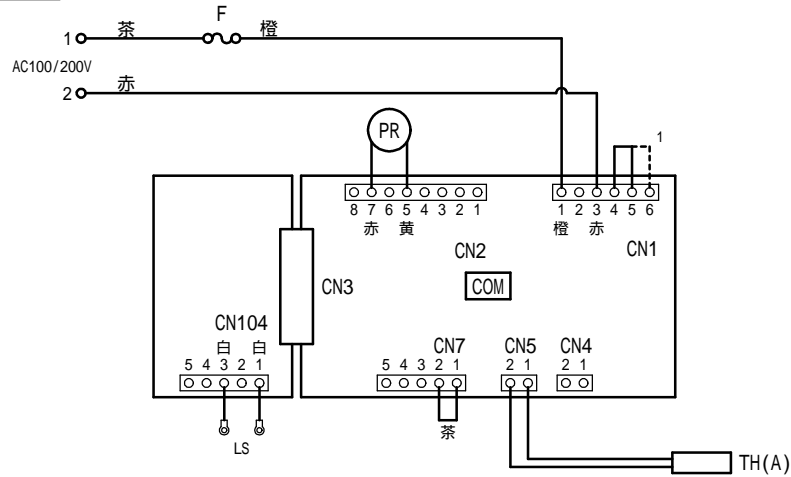 F
1 茶 橙
AC100/200V
2 赤
PR
1
8 7 6 5 4 3 2 1
1 2 3 4 5 6
赤 黄
橙 赤
CN2
CN1
CN3
COM
CN104
白 白
5 4 3 2 1
CN7
5 4 3 2 1
CN5
2 1
CN4
2 1
茶
LS
TH(A)